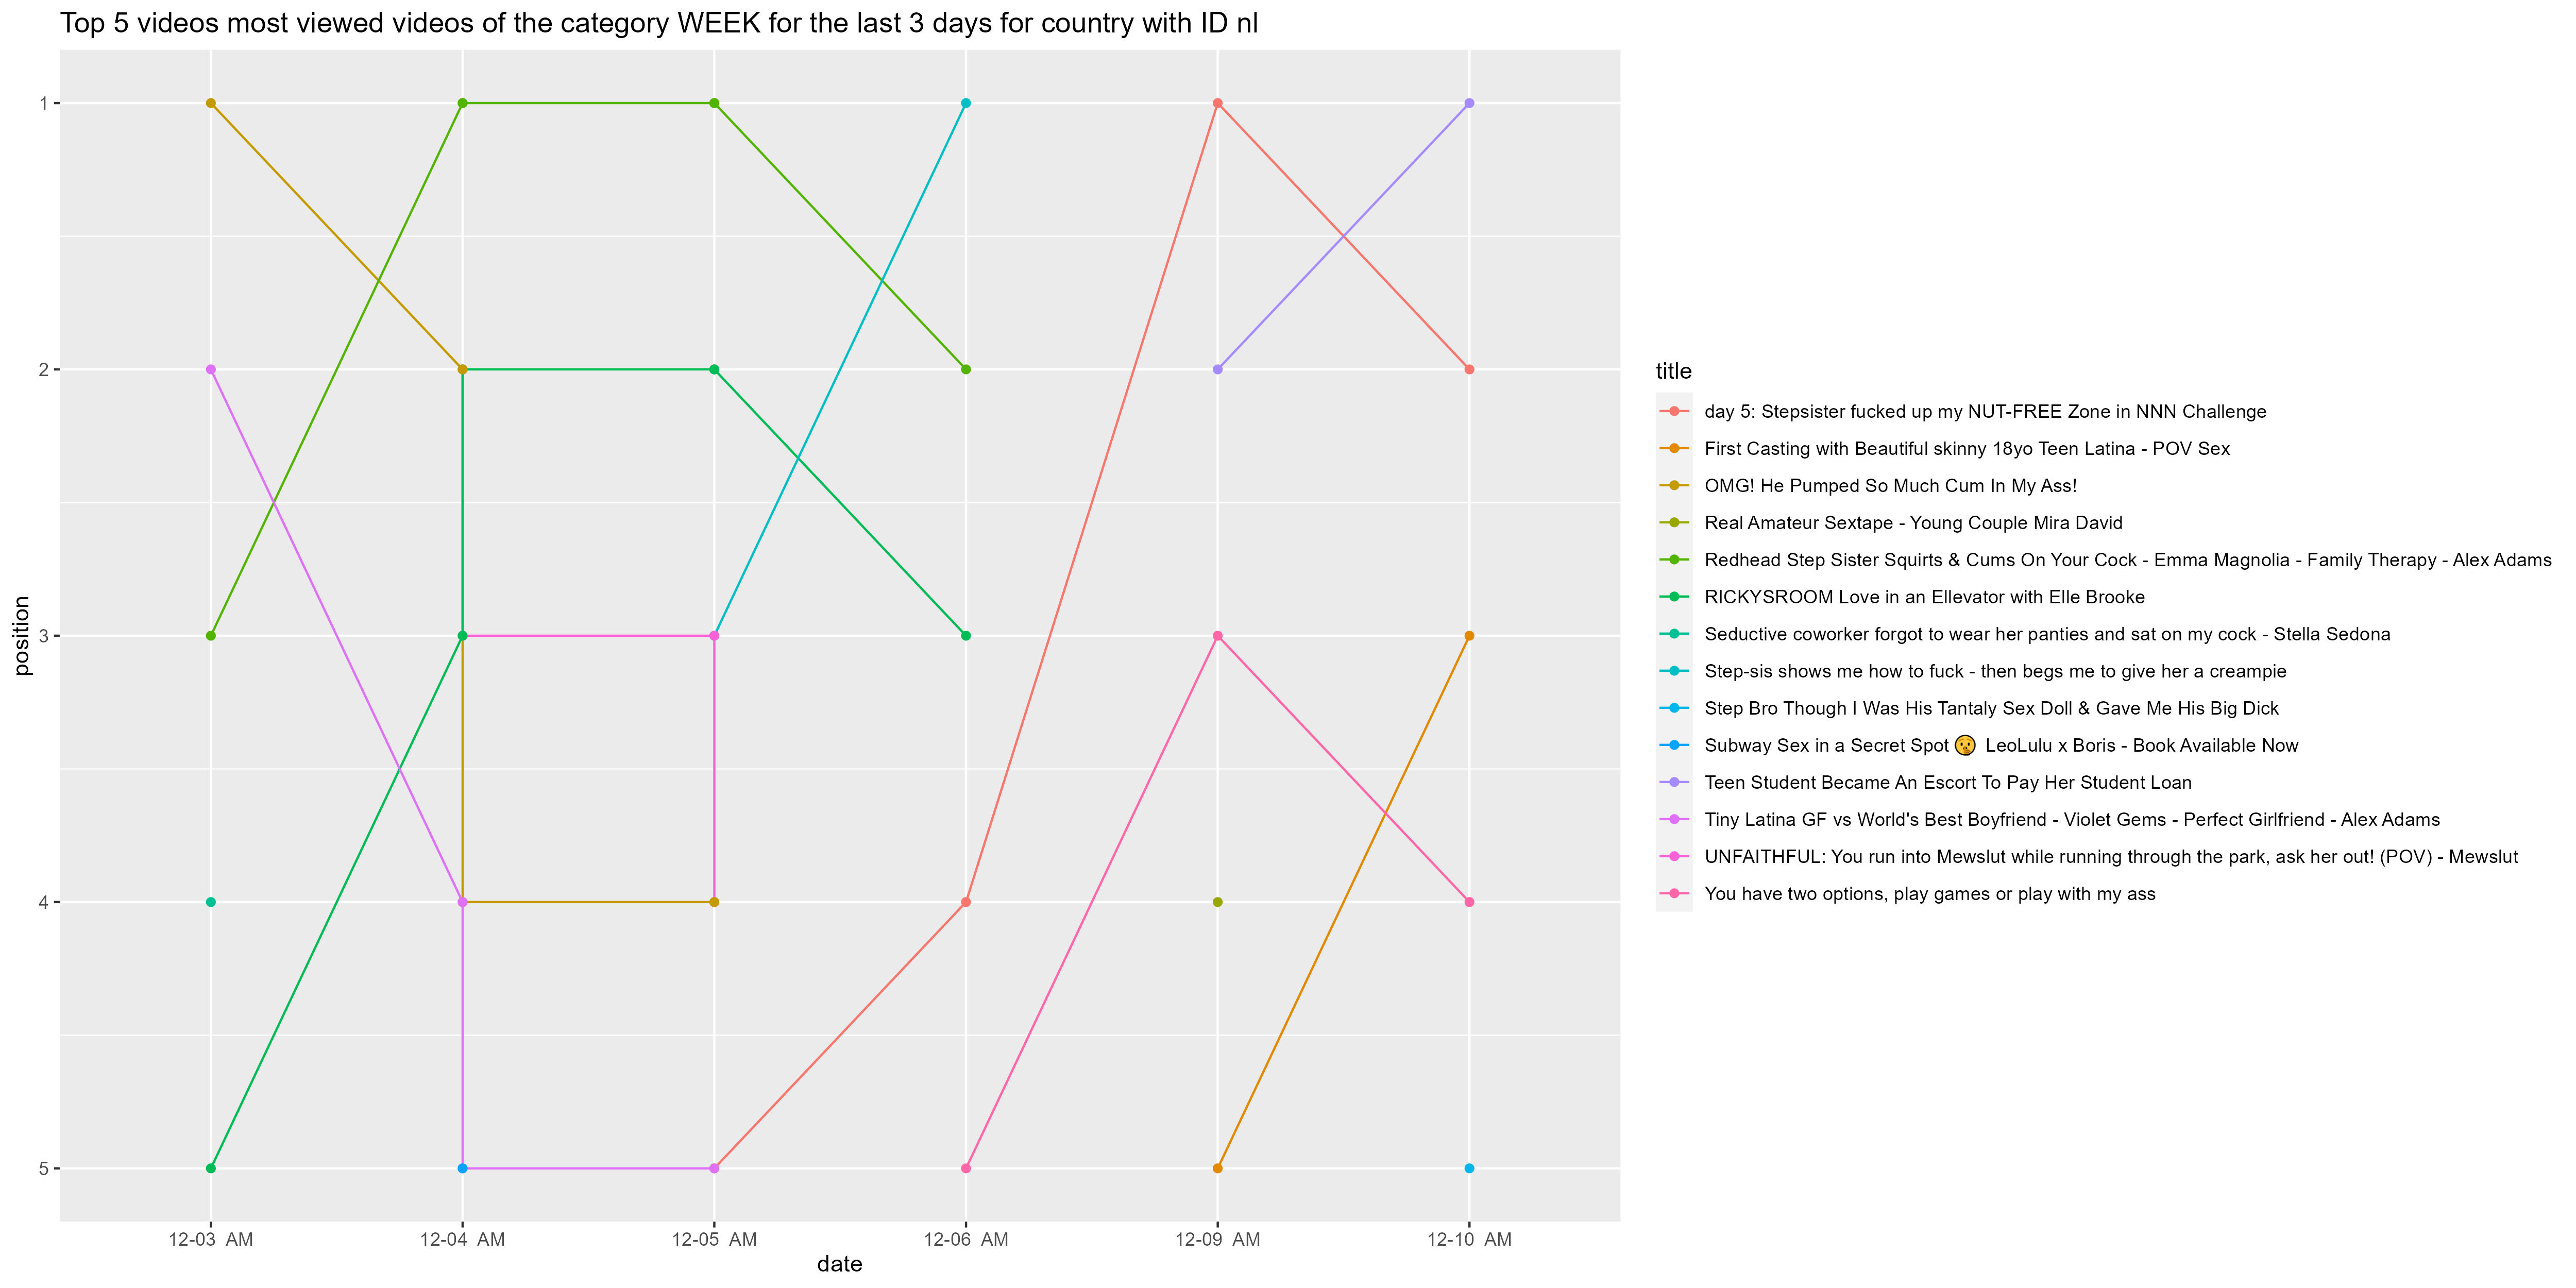 Top 5 videos most viewed videos of the category WEEK for the last 3 days for country with ID nl
position
1
2
3
4
5
12-03 AM
12-04 AM
12-05 AM
12-06 AM
12-09 AM
12-10 AM
date
title
day 5: Stepsister fucked up my NUT-FREE Zone in NNN Challenge
First Casting with Beautiful skinny 18yo Teen Latina - POV Sex
OMG! He Pumped So Much Cum In My Ass!
Real Amateur Sextape - Young Couple Mira David
Redhead Step Sister Squirts & Cums On Your Cock - Emma Magnolia - Family Therapy - Alex Adams
RICKYSROOM Love in an Ellevator with Elle Brooke
Seductive coworker forgot to wear her panties and sat on my cock - Stella Sedona
Step-sis shows me how to fuck - then begs me to give her a creampie
Step Bro Though I Was His Tantaly Sex Doll & Gave Me His Big Dick
Subway Sex in a Secret Spot 🤫 LeoLulu x Boris - Book Available Now
Teen Student Became An Escort To Pay Her Student Loan
Tiny Latina GF vs World's Best Boyfriend - Violet Gems - Perfect Girlfriend - Alex Adams
UNFAITHFUL: You run into Mewslut while running through the park, ask her out! (POV) - Mewslut
You have two options, play games or play with my ass